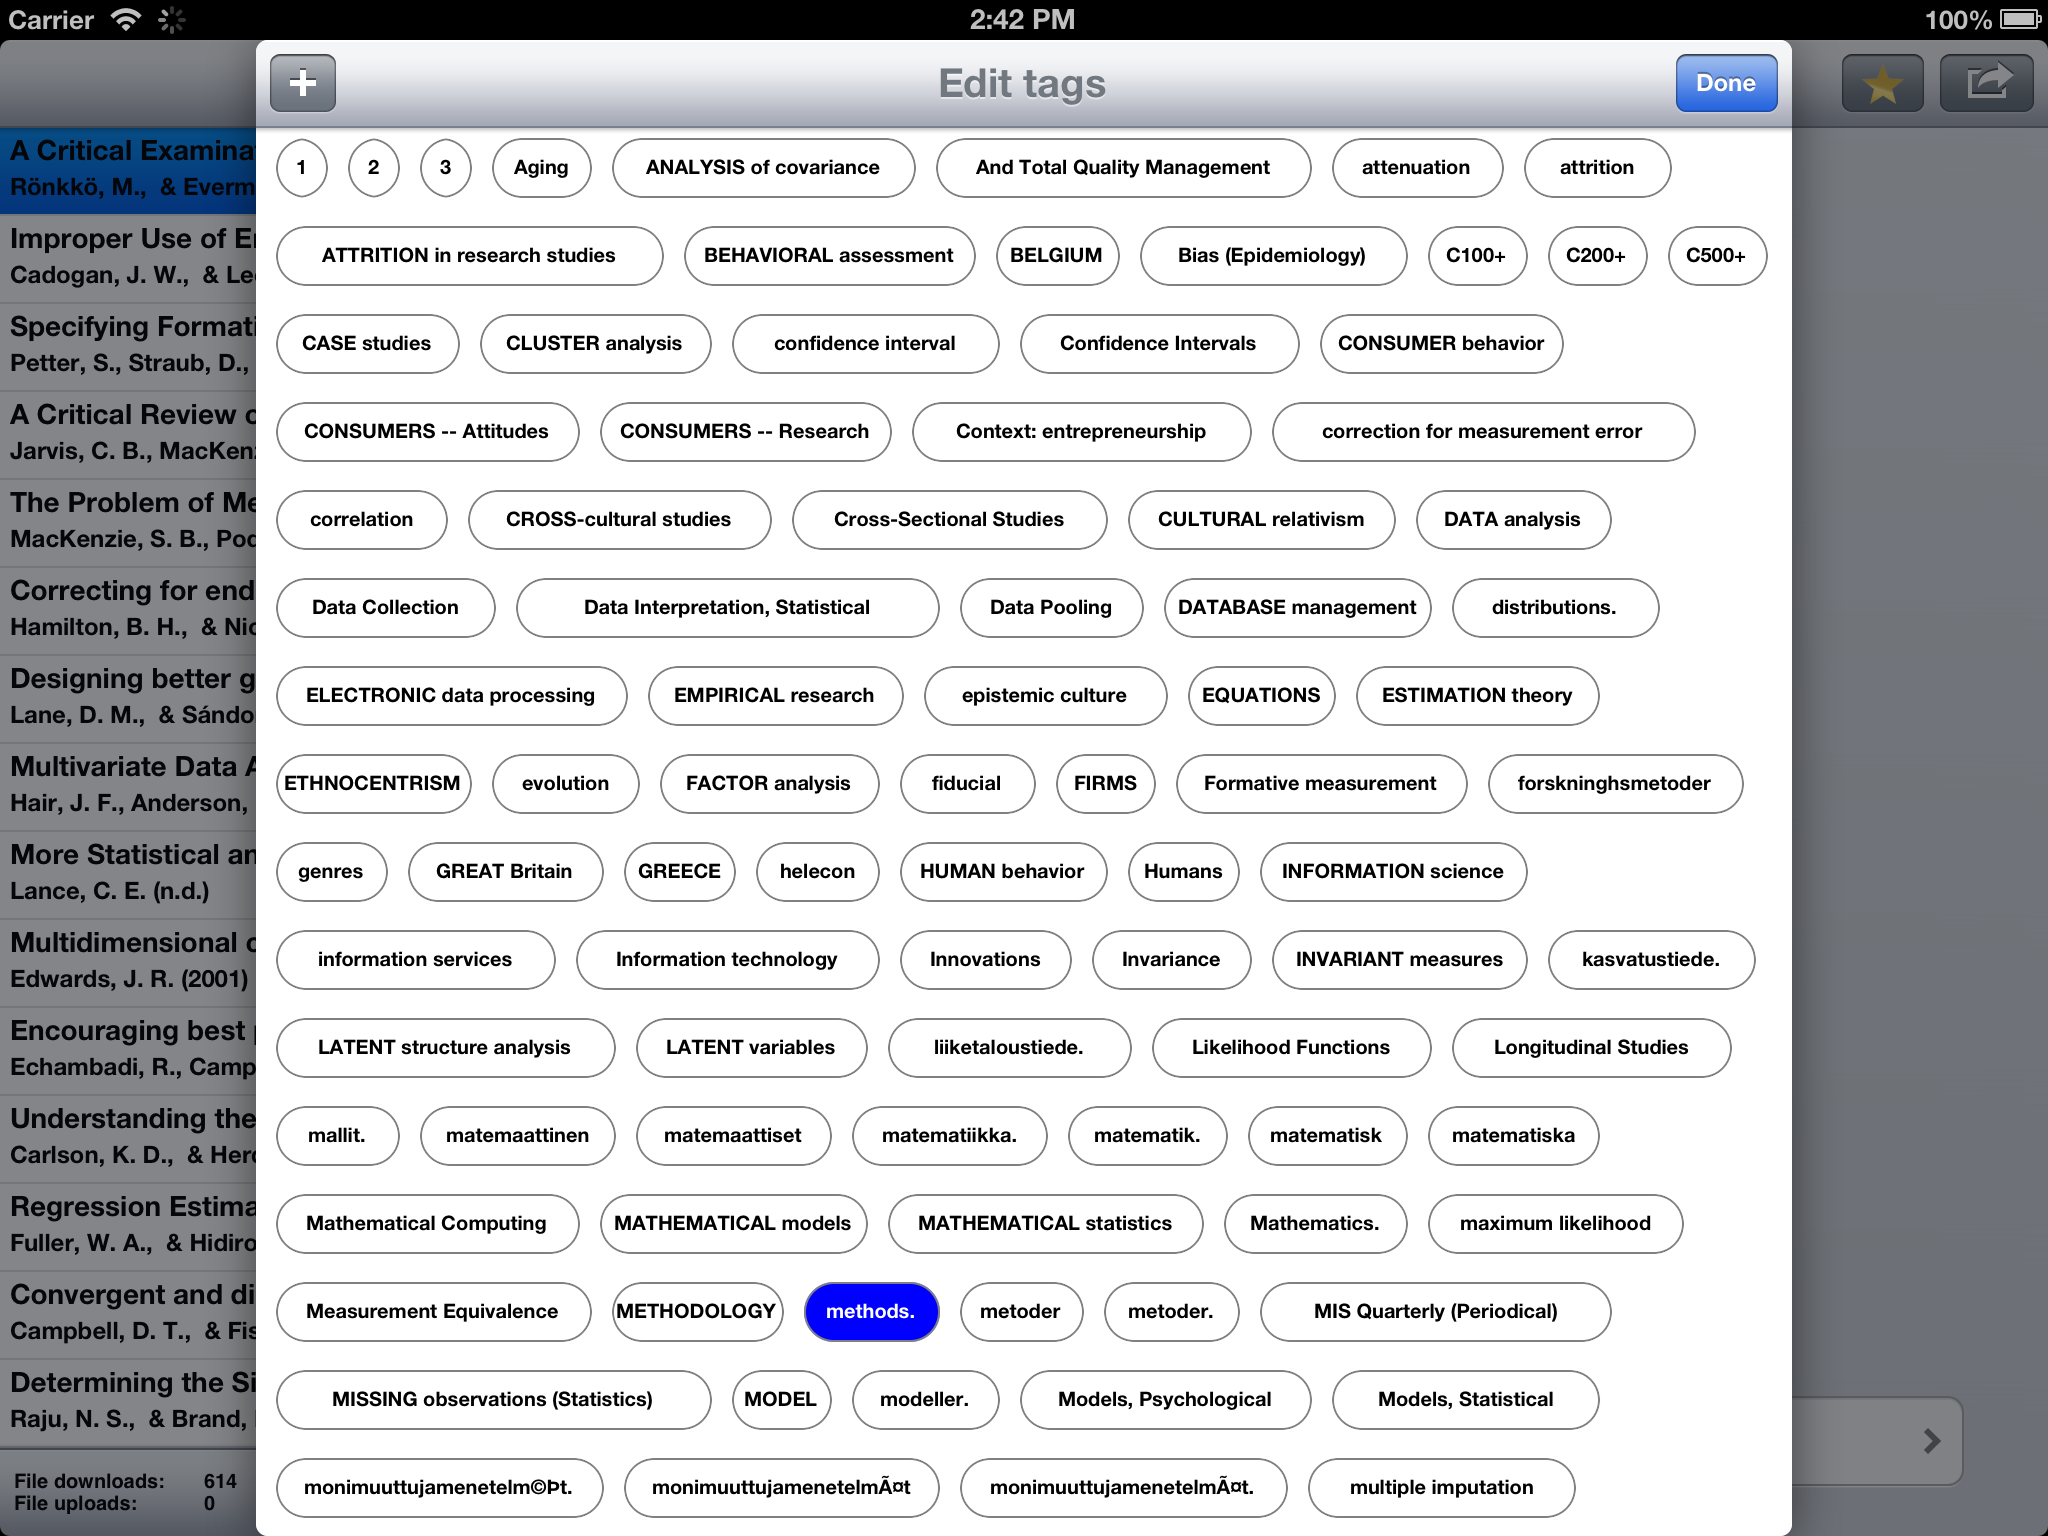 Carrier 2:42 PM 100%
+ Edit tags Done
A Critical Examina
Rönkkö, M., & Everm
Improper Use of E
Cadogan, J. W., & Le
Specifying Formati
Petter, S., Straub, D.,
A Critical Review
Jarvis, C. B., MacKen
The Problem of Me
MacKenzie, S. B., Pod
Correcting for end
Hamilton, B. H., & Nic
Designing better g
Lane, D. M., & Sándo
Multivariate Data A
Hair, J. F., Anderson,
More Statistical an
Lance, C. E. (n.d.)
Multidimensional c
Edwards, J. R. (2001)
Encouraging best
Echambadi, R., Camp
Understanding the
Carlson, K. D., & Herd
Regression Estima
Fuller, W. A., & Hidiro
Convergent and di
Campbell, D. T., & Fis
Determining the Si
Raju, N. S., & Brand,
File downloads: 614
File uploads: 0
1 2 3 Aging ANALYSIS of covariance And Total Quality Management attenuation attrition
ATTRITION in research studies BEHAVIORAL assessment BELGIUM Bias (Epidemiology) C100+ C200+ C500+
CASE studies CLUSTER analysis confidence interval Confidence Intervals CONSUMER behavior
CONSUMERS -- Attitudes CONSUMERS -- Research Context: entrepreneurship correction for measurement error
correlation CROSS-cultural studies Cross-Sectional Studies CULTURAL relativism DATA analysis
Data Collection Data Interpretation, Statistical Data Pooling DATABASE management distributions.
ELECTRONIC data processing EMPIRICAL research epistemic culture EQUATIONS ESTIMATION theory
ETHNOCENTRISM evolution FACTOR analysis fiducial FIRMS Formative measurement forskninghsmetoder
genres GREAT Britain GREECE helecon HUMAN behavior Humans INFORMATION science
information services Information technology Innovations Invariance INVARIANT measures kasvatustiede.
LATENT structure analysis LATENT variables liiketaloustiede. Likelihood Functions Longitudinal Studies
mallit. matemaattinen matemaattiset matematiikka. matematik. matematisk matematiska
Mathematical Computing MATHEMATICAL models MATHEMATICAL statistics Mathematics. maximum likelihood
Measurement Equivalence METHODOLOGY methods. metoder metoder. MIS Quarterly (Periodical)
MISSING observations (Statistics) MODEL modeller. Models, Psychological Models, Statistical
monimuuttujamenetelm©Þt. monimuuttujamenetelmÃ¤t monimuuttujamenetelmÃ¤t. multiple imputation